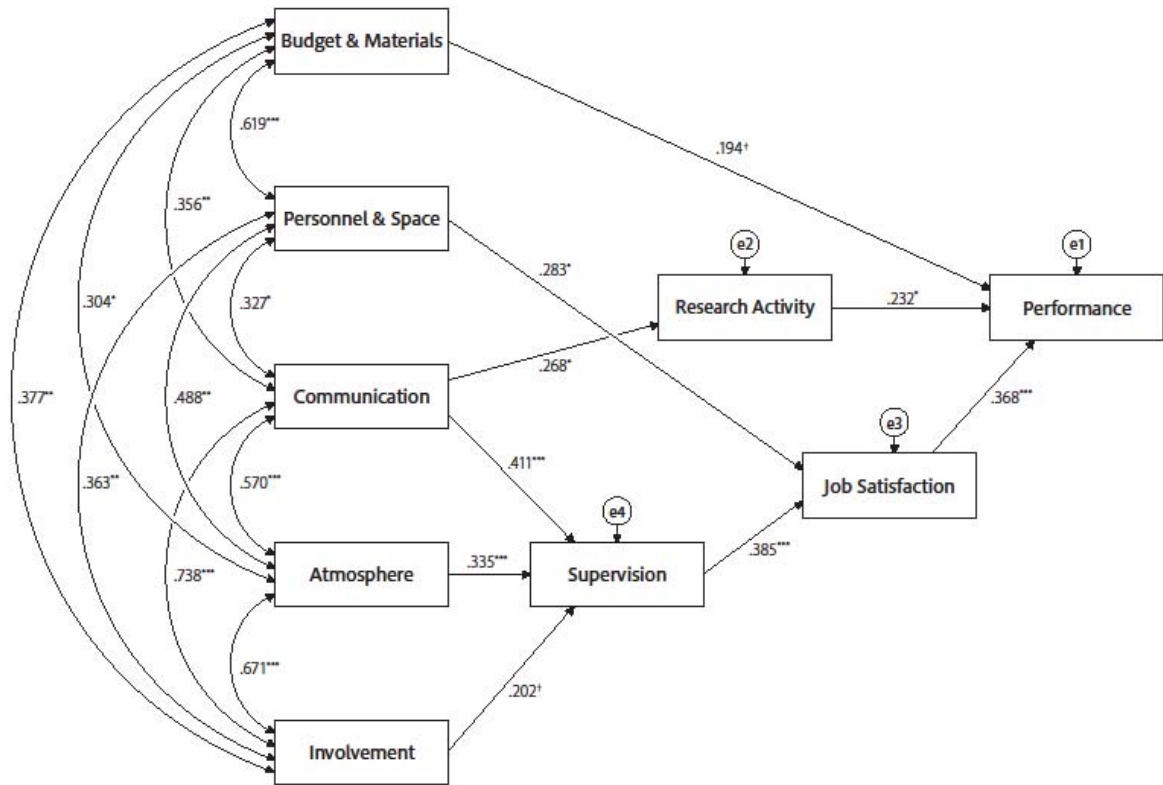 Budget & Materials
.619***
.194†
.356**
Personnel & Space
e2
e1
.283*
.304*
.327*
Research Activity
.232*
Performance
.268*
.377**
.488**
Communication
.368***
e3
.363**
.570***
.411***
Job Satisfaction
e4
.385***
.738***
Atmosphere
.335***
Supervision
.671***
.202†
Involvement